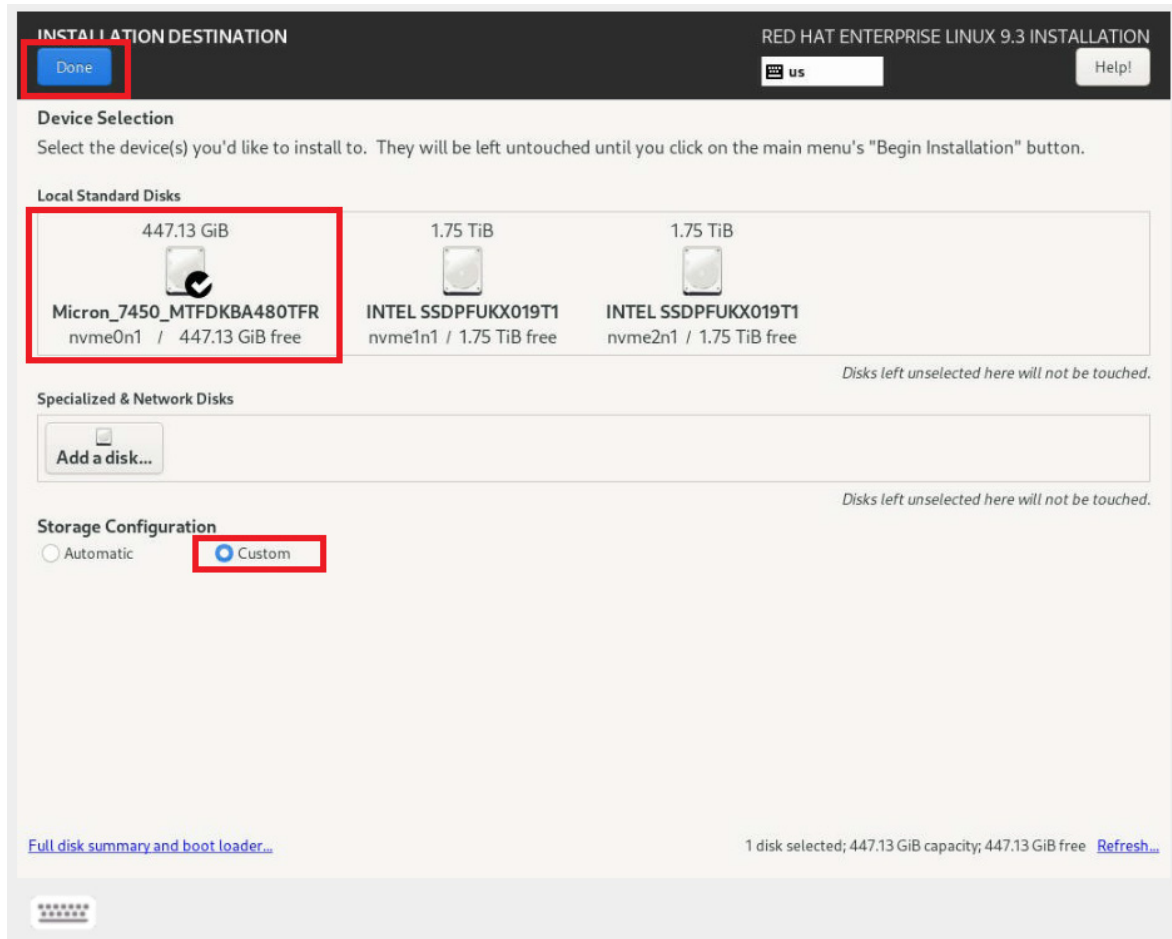 INSTALLATION DESTINATION
RED HAT ENTERPRISE LINUX 9.3 INSTALLATION
Done
us
Help!
Device Selection
Select the device(s) you'd like to install to. They will be left untouched until you click on the main menu's "Begin Installation" button.
Local Standard Disks
447.13 GiB
1.75 TiB
1.75 TiB
Micron_7450_MTFDKBA480TFR
INTEL SSDPFUKX019T1
INTEL SSDPFUKX019T1
nvme0n1 / 447.13 GiB free
nvme1n1 / 1.75 TiB free
nvme2n1 / 1.75 TiB free
Disks left unselected here will not be touched.
Specialized & Network Disks
Add a disk...
Disks left unselected here will not be touched.
Storage Configuration
Automatic
Custom
Full disk summary and boot loader...
1 disk selected; 447.13 GiB capacity; 447.13 GiB free Refresh...